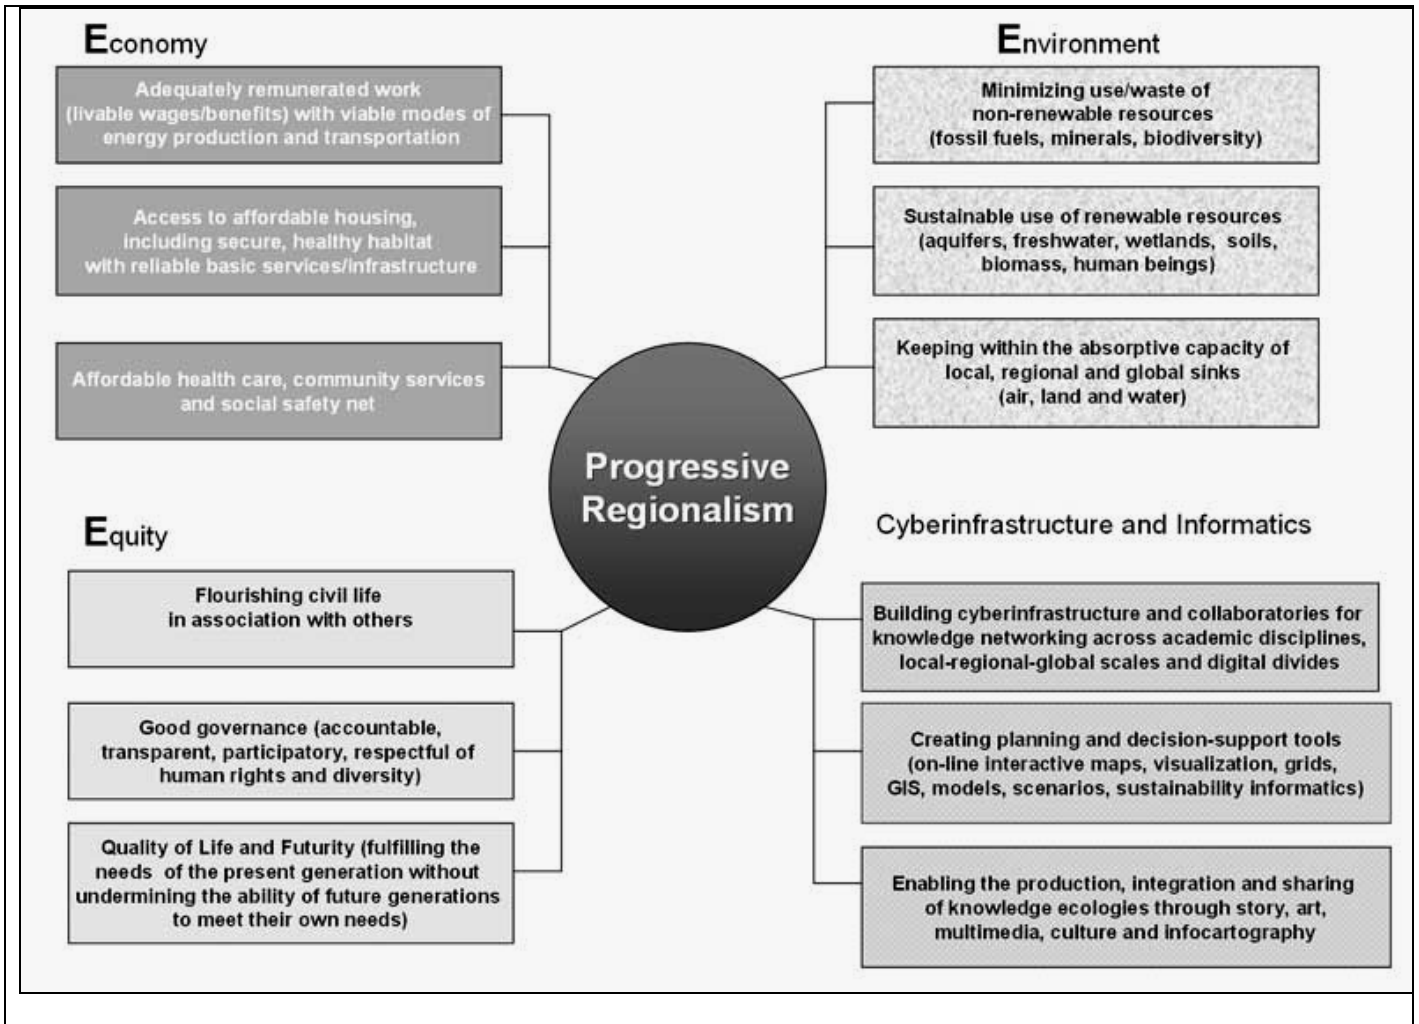 Economy
Adequately remunerated work
(livable wages/benefits) with viable modes of
energy production and transportation
Access to affordable housing,
including secure, healthy habitat
with reliable basic services/infrastructure
Affordable health care, community services
and social safety net
Environment
Minimizing use/waste of
non-renewable resources
(fossil fuels, minerals, biodiversity)
Sustainable use of renewable resources
(aquifers, freshwater, wetlands, soils,
biomass, human beings)
Keeping within the absorptive capacity of
local, regional and global sinks
(air, land and water)
Progressive
Regionalism
Equity
Flourishing civil life
in association with others
Good governance (accountable,
transparent, participatory, respectful of
human rights and diversity)
Quality of Life and Futurity (fulfilling the
needs of the present generation without
undermining the ability of future generations
to meet their own needs)
Cyberinfrastructure and Informatics
Building cyberinfrastructure and collaboratories for
knowledge networking across academic disciplines,
local-regional-global scales and digital divides
Creating planning and decision-support tools
(on-line interactive maps, visualization, grids,
GIS, models, scenarios, sustainability informatics)
Enabling the production, integration and sharing
of knowledge ecologies through story, art,
multimedia, culture and infocartography